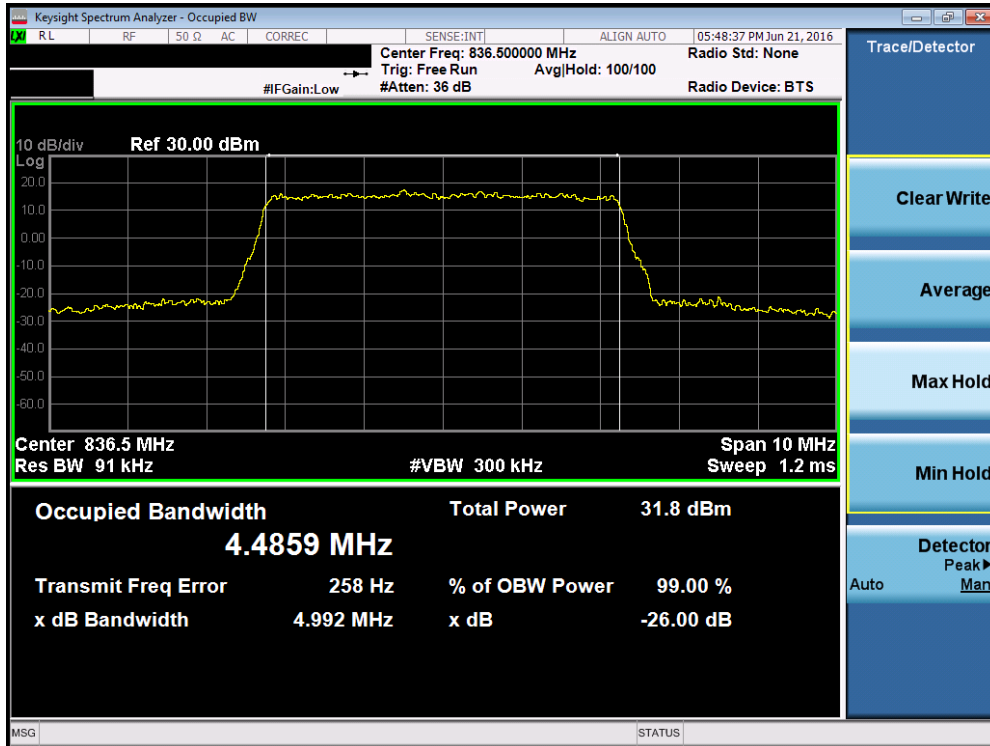 Keysight Spectrum Analyzer - Occupied BW
LXI RL RF 50 Ω AC CORREC SENSE:INT ALIGN AUTO 05:48:37 PM Jun 21, 2016
Center Freq: 836.500000 MHz Radio Std: None
Trig: Free Run Avg|Hold: 100/100
#IFGain:Low #Atten: 36 dB Radio Device: BTS
Trace/Detector
10 dB/div Ref 30.00 dBm
Log
20.0
10.0
0.00
-10.0
-20.0
-30.0
-40.0
-50.0
-60.0
Center 836.5 MHz Span 10 MHz
Res BW 91 kHz #VBW 300 kHz Sweep 1.2 ms
Occupied Bandwidth Total Power 31.8 dBm
4.4859 MHz
Transmit Freq Error 258 Hz % of OBW Power 99.00 %
x dB Bandwidth 4.992 MHz x dB -26.00 dB
Clear Write
Average
Max Hold
Min Hold
Detector
Peak▶
Auto Man
MSG STATUS